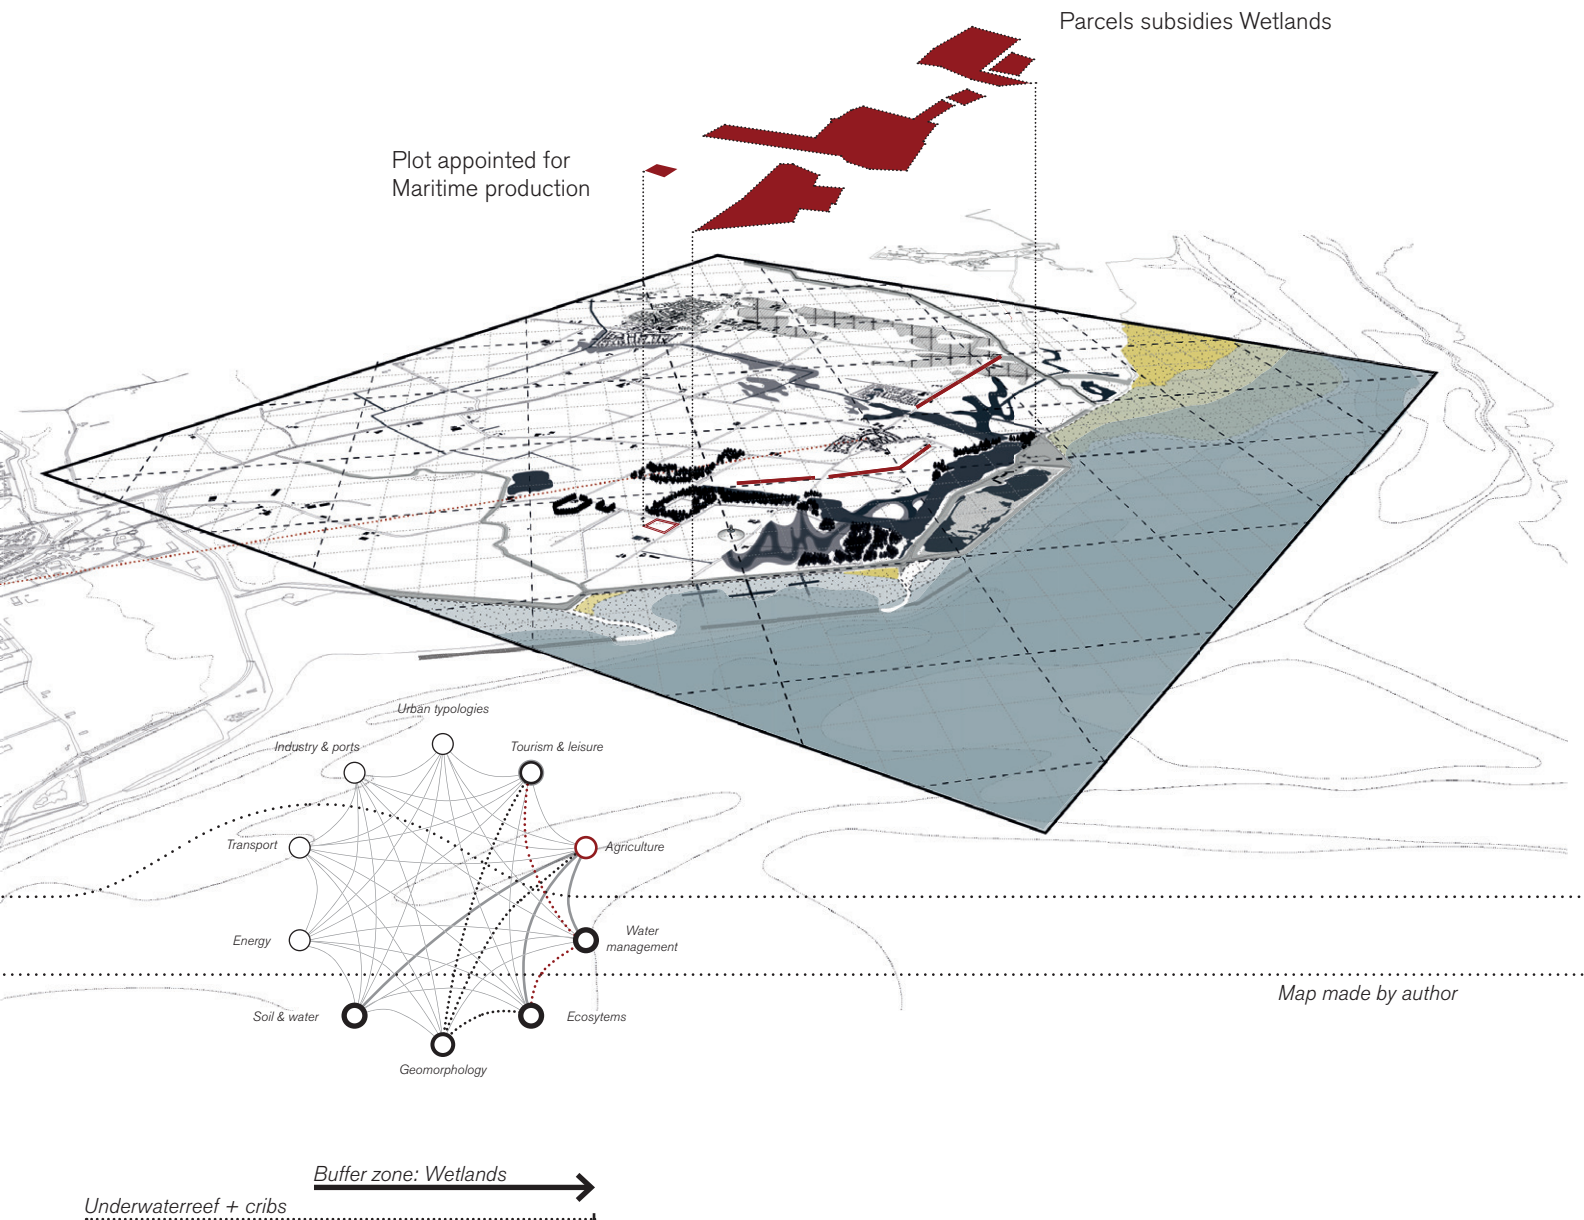 Parcels subsidies Wetlands
Plot appointed for
Maritime production
Urban typologies
Industry & ports
Tourism & leisure
Transport
Agriculture
Energy
Water
management
Soil & water
Ecosytems
Geomorphology
Map made by author
Buffer zone: Wetlands
Underwaterreef + cribs